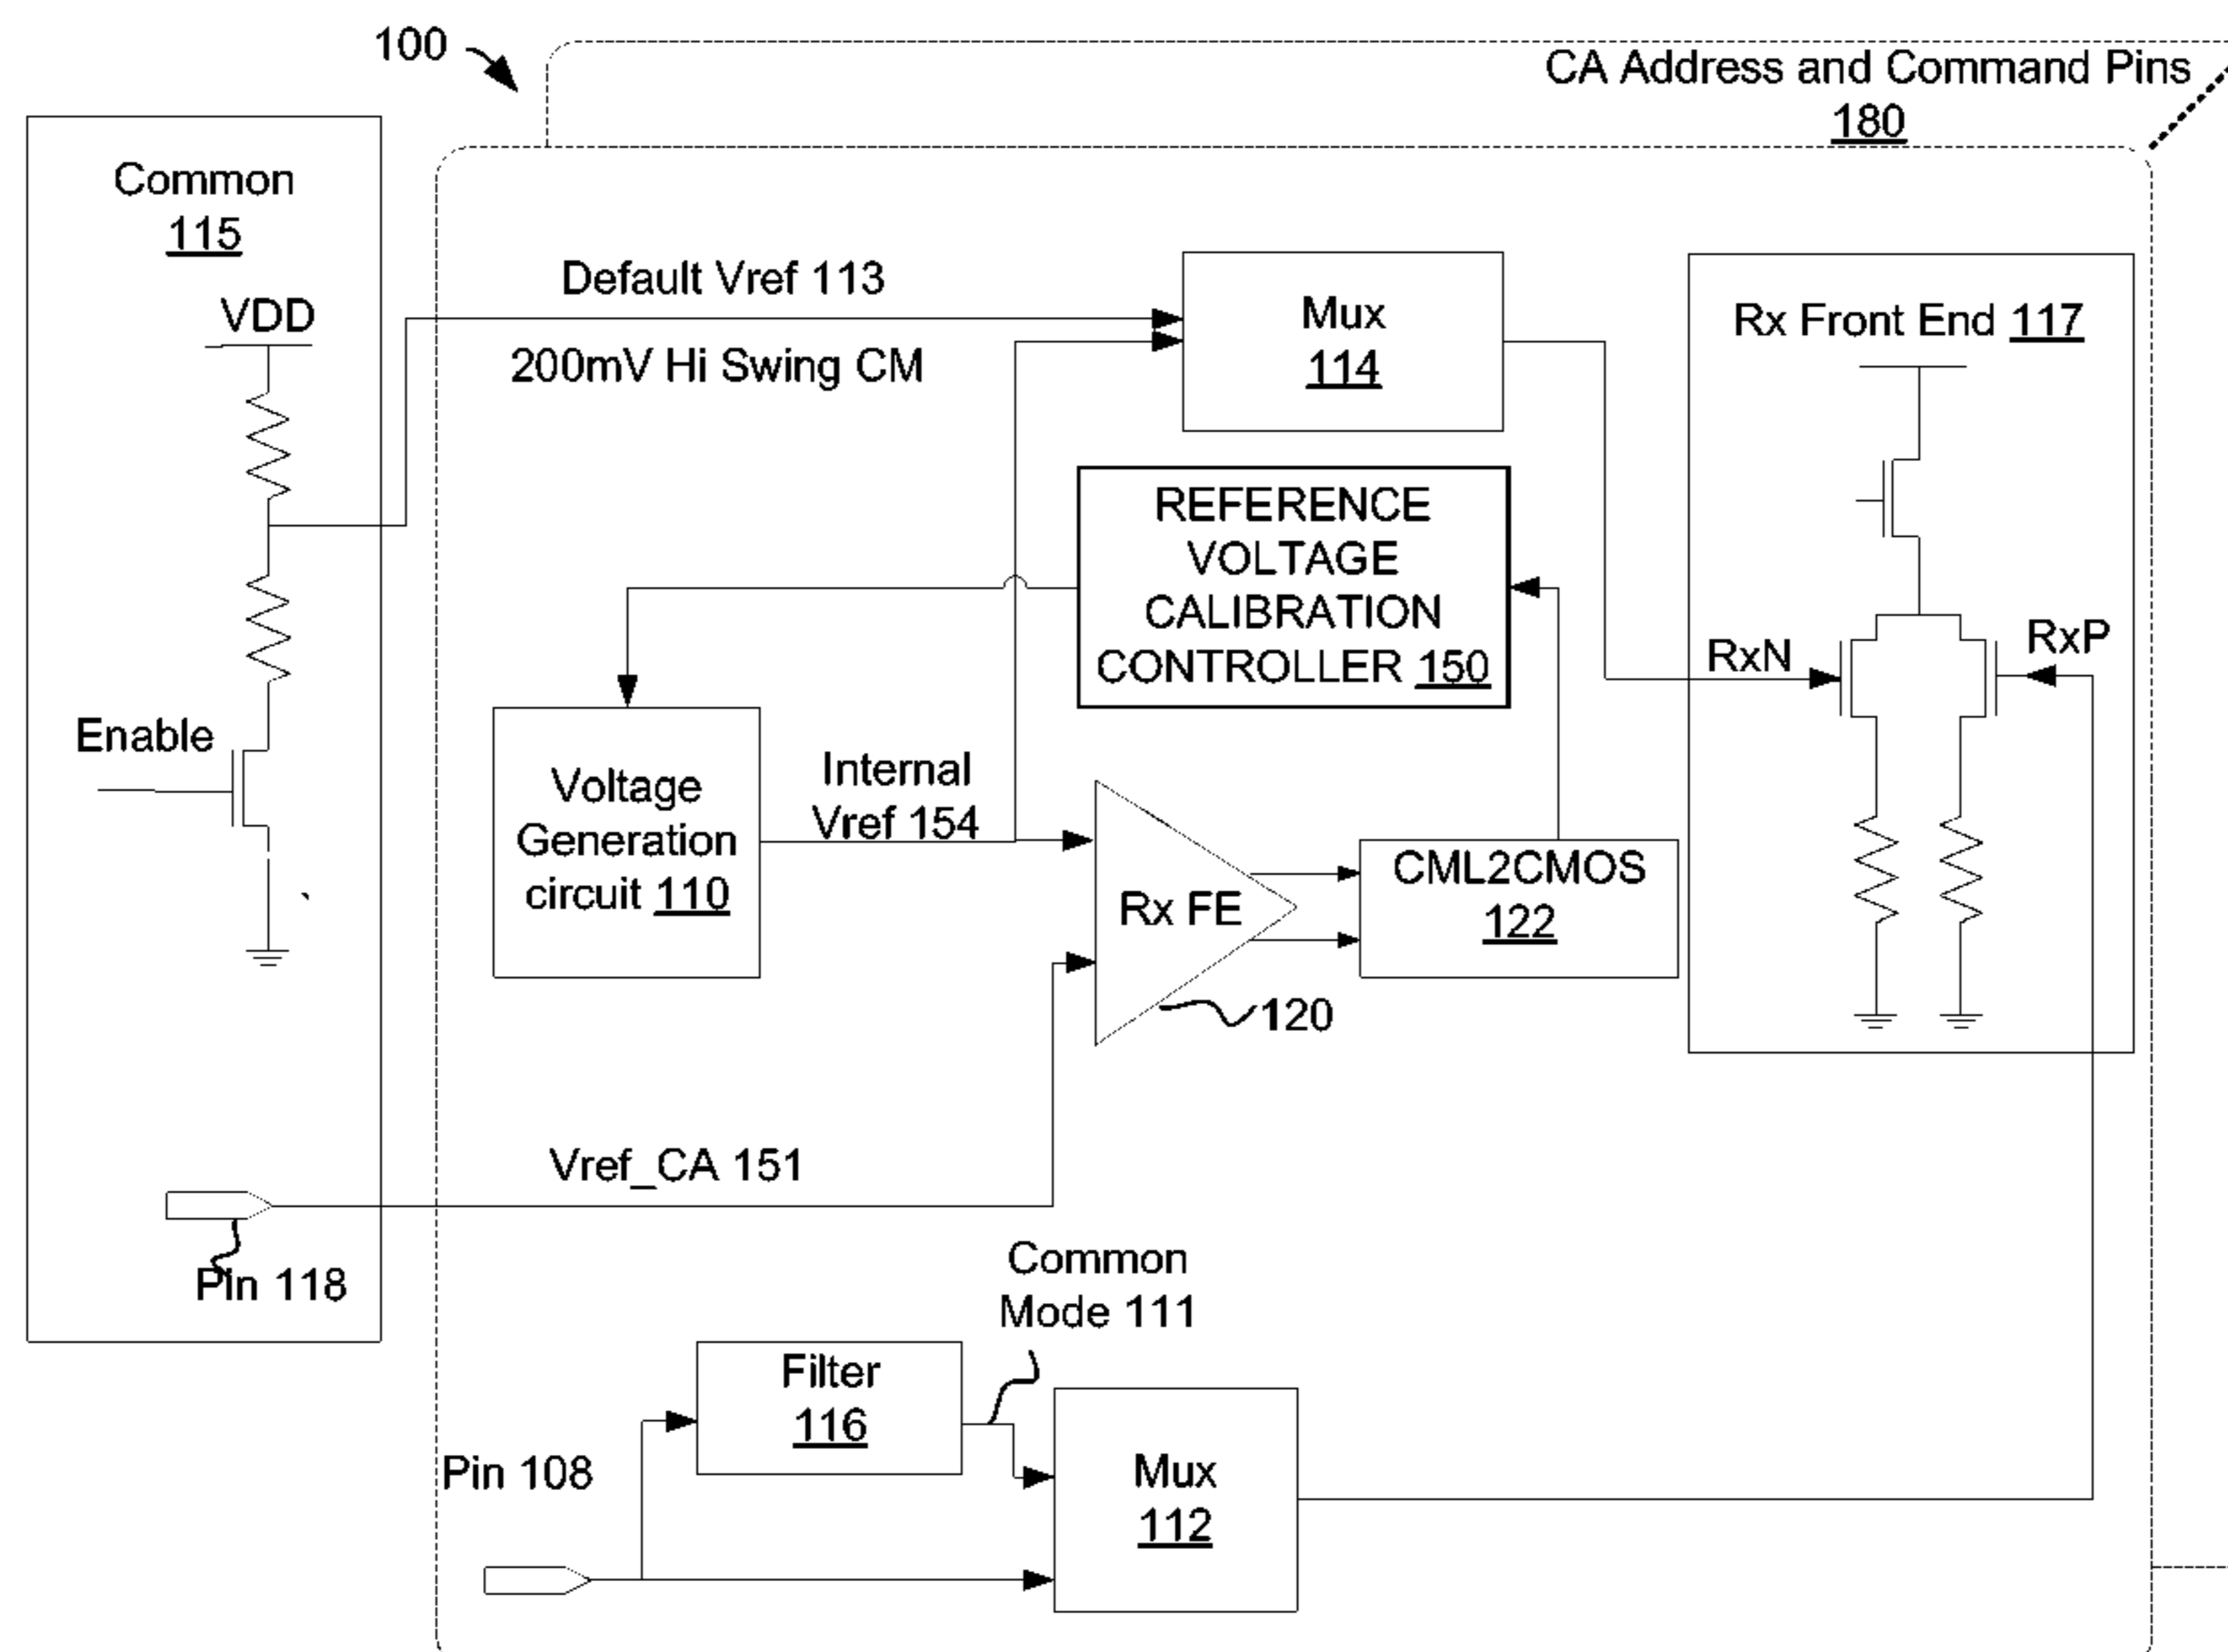 100
CA Address and Command Pins
180
Common
115
VDD
Enable
Pin 118
Default Vref 113
200mV Hi Swing CM
Mux
114
Rx Front End 117
RxN
RxP
REFERENCE
VOLTAGE
CALIBRATION
CONTROLLER 150
Voltage
Generation
circuit 110
Internal
Vref 154
Rx FE
120
CML2CMOS
122
Vref_CA 151
Common
Mode 111
Filter
116
Pin 108
Mux
112